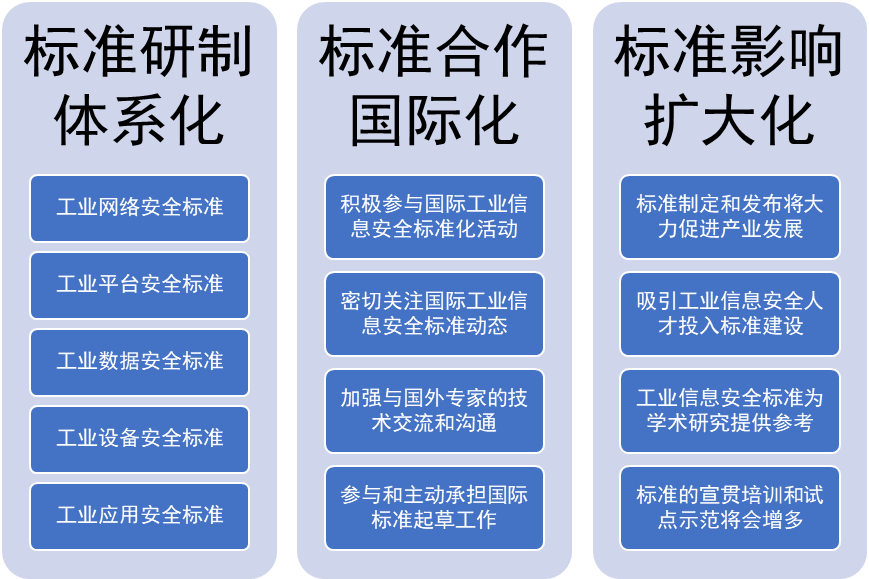 标准研制
体系化
工业网络安全标准
工业平台安全标准
工业数据安全标准
工业设备安全标准
工业应用安全标准
标准合作
国际化
积极参与国际工业信
息安全标准化活动
密切关注国际工业信
息安全标准动态
加强与国外专家的技
术交流和沟通
参与和主动承担国际
标准起草工作
标准影响
扩大化
标准制定和发布将大
力促进产业发展
吸引工业信息安全人
才投入标准建设
工业信息安全标准为
学术研究提供参考
标准的宣贯培训和试
点示范将会增多